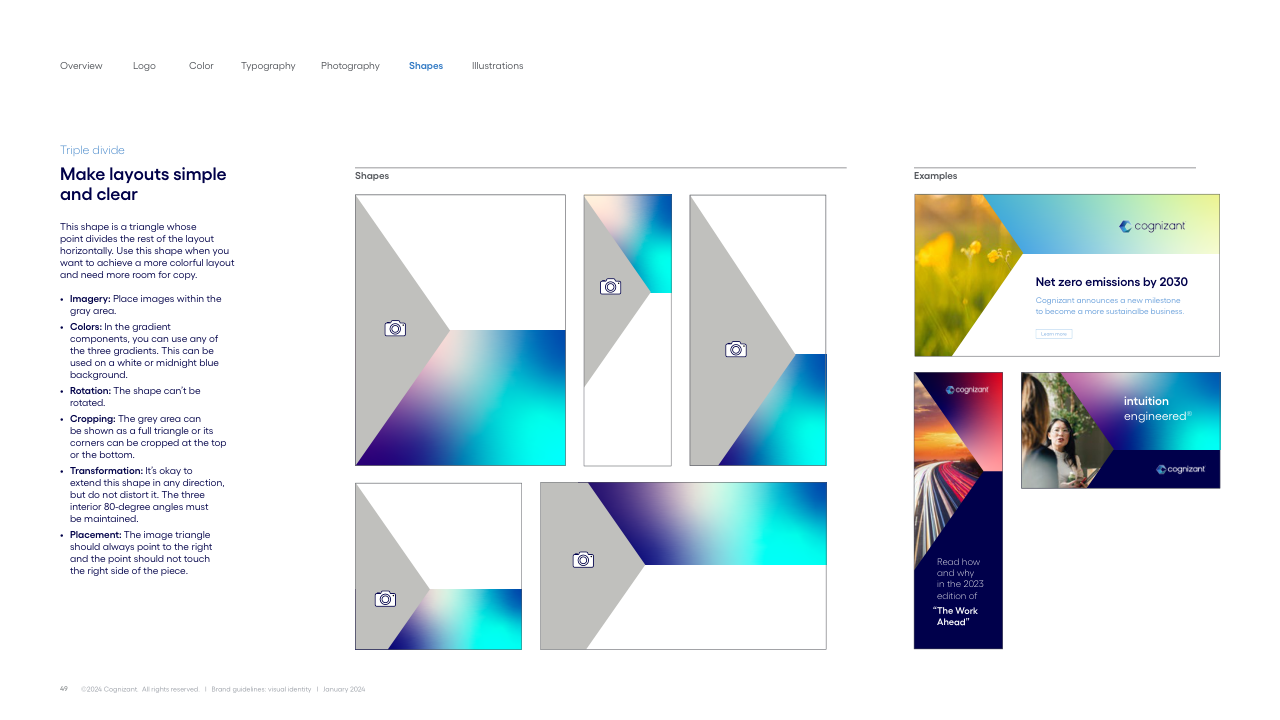 Overview Logo Color Typography Photography Shapes Illustrations
Triple divide
Make layouts simple
and clear
This shape is a triangle whose
point divides the rest of the layout
horizontally. Use this shape when you
want to achieve a more colorful layout
and need more room for copy.
• Imagery: Place images within the
gray area.
• Colors: In the gradient
components, you can use any of
the three gradients. This can be
used on a white or midnight blue
background.
• Rotation: The shape can't be
rotated.
• Cropping: The grey area can
be shown as a full triangle or its
corners can be cropped at the top
or the bottom.
• Transformation: It's okay to
extend this shape in any direction,
but do not distort it. The three
interior 80-degree angles must
be maintained.
• Placement: The image triangle
should always point to the right
and the point should not touch
the right side of the piece.
Shapes
Examples
cognizant
Net zero emissions by 2030
Cognizant announces a new milestone
to become a more sustainalbe business.
Learn more
cognizant
Read how
and why
in the 2023
edition of
“The Work
Ahead”
intuition
engineered®
cognizant
49 ©2024 Cognizant. All rights reserved. | Brand guidelines: visual identity | January 2024